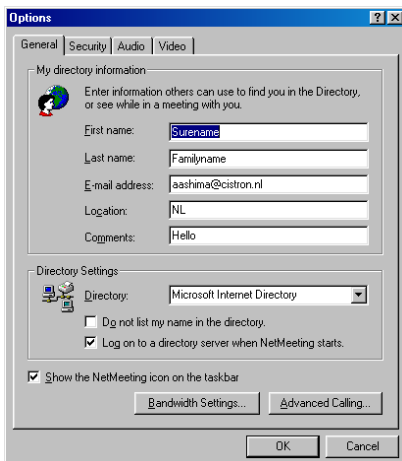 Options
General Security Audio Video
My directory information
Enter information others can use to find you in the Directory,
or see while in a meeting with you.
First name: Surename
Last name: Familyname
E-mail address: aashima@cistron.nl
Location: NL
Comments: Hello
Directory Settings
Directory: Microsoft Internet Directory
Do not list my name in the directory.
Log on to a directory server when NetMeeting starts.
Show the NetMeeting icon on the taskbar
Bandwidth Settings... Advanced Calling...
OK Cancel